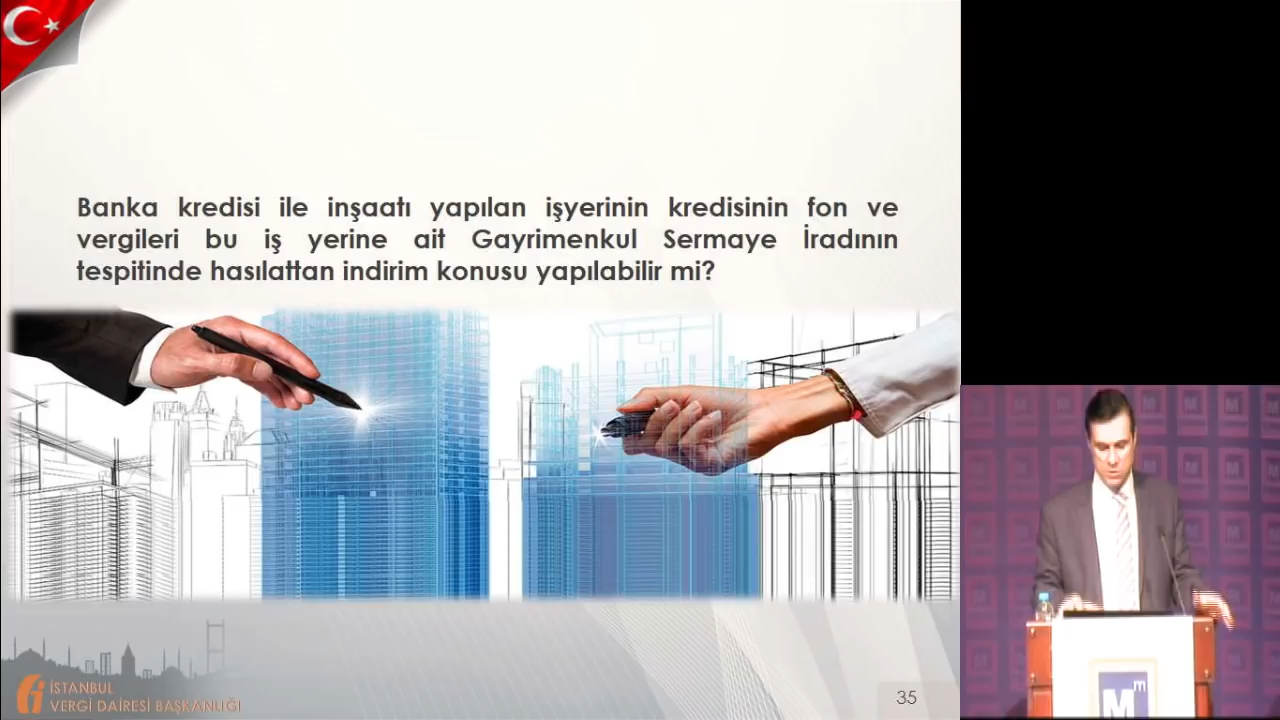 Banka kredisi ile inşaatı yapılan işyerinin kredisinin fon ve
vergileri bu iş yerine ait Gayrimenkul Sermaye İradının
tespitinde hasılattan indirim konusu yapılabilir mi?
İSTANBUL
VERGİ DAİRESİ BAŞKANLIĞI
35
Mm